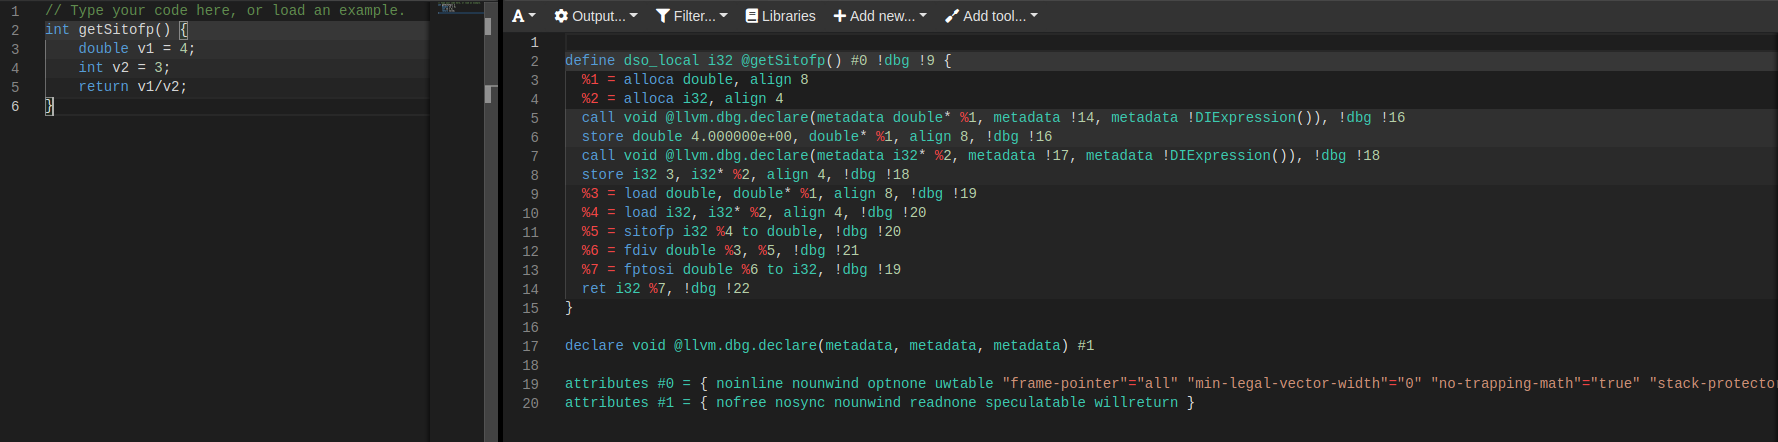 1 // Type your code here, or load an example.
2 int getSitofp() {
3     double v1 = 4;
4     int v2 = 3;
5     return v1/v2;
6 }
A Output... Filter... Libraries Add new... Add tool...
1
2 define dso_local i32 @getSitofp() #0 !dbg !9 {
3   %1 = alloca double, align 8
4   %2 = alloca i32, align 4
5   call void @llvm.dbg.declare(metadata double* %1, metadata !14, metadata !DIExpression()), !dbg !16
6   store double 4.000000e+00, double* %1, align 8, !dbg !16
7   call void @llvm.dbg.declare(metadata i32* %2, metadata !17, metadata !DIExpression()), !dbg !18
8   store i32 3, i32* %2, align 4, !dbg !18
9   %3 = load double, double* %1, align 8, !dbg !19
10   %4 = load i32, i32* %2, align 4, !dbg !20
11   %5 = sitofp i32 %4 to double, !dbg !20
12   %6 = fdiv double %3, %5, !dbg !21
13   %7 = fptosi double %6 to i32, !dbg !19
14   ret i32 %7, !dbg !22
15 }
16
17 declare void @llvm.dbg.declare(metadata, metadata, metadata) #1
18
19 attributes #0 = { noinline nounwind optnone uwtable "frame-pointer"="all" "min-legal-vector-width"="0" "no-trapping-math"="true" "stack-protecto
20 attributes #1 = { nofree nosync nounwind readnone speculatable willreturn }